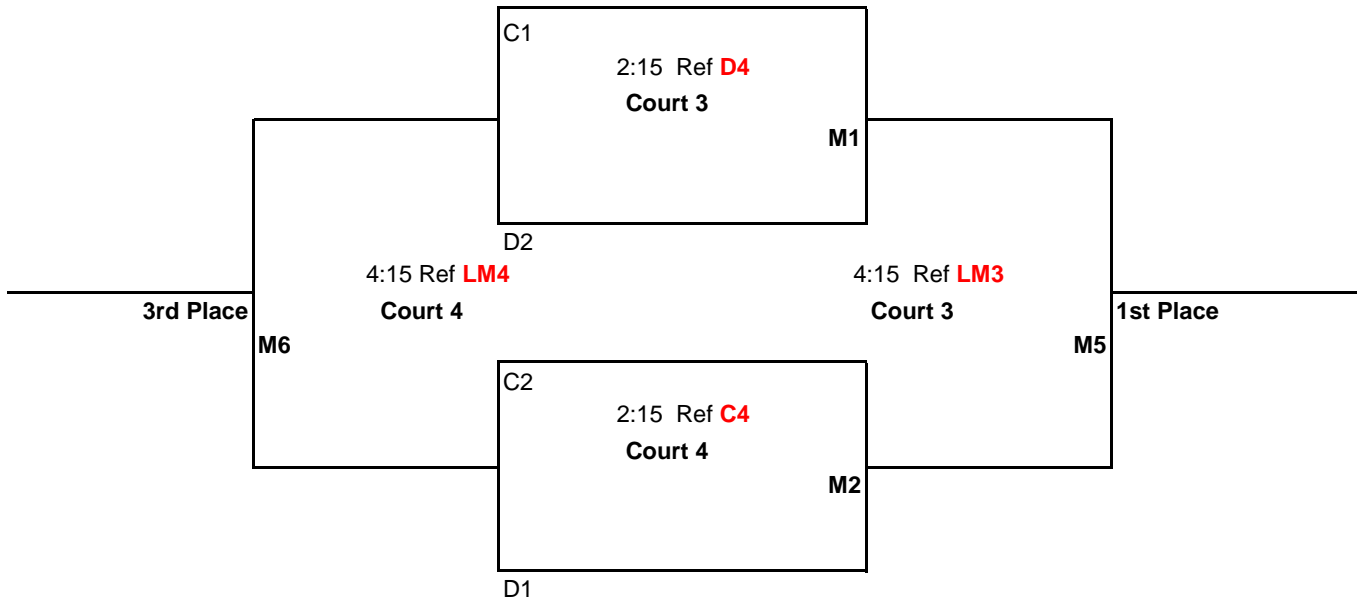 C1
2:15 Ref D4
Court 3
M1
D2
4:15 Ref LM4
4:15 Ref LM3
3rd Place
Court 4
Court 3
1st Place
M6
M5
C2
2:15 Ref C4
Court 4
M2
D1